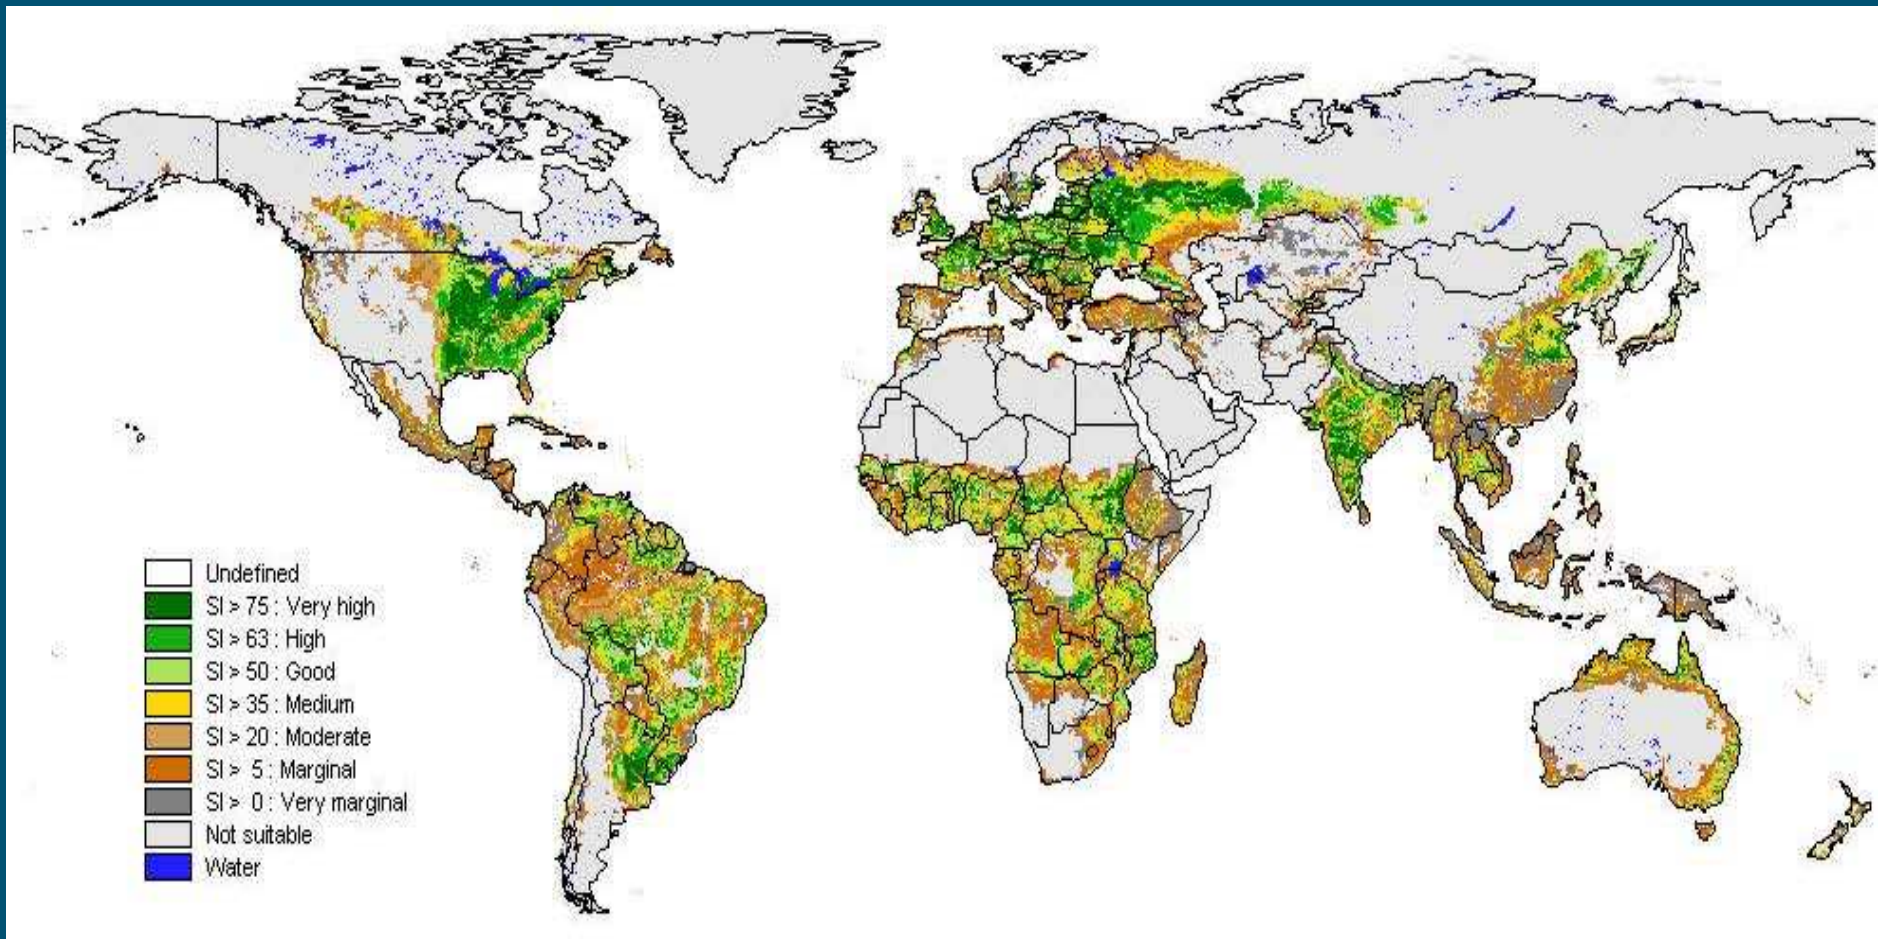 Undefined
SI > 75 : Very high
SI > 63 : High
SI > 50 : Good
SI > 35 : Medium
SI > 20 : Moderate
SI > 5 : Marginal
SI > 0 : Very marginal
Not suitable
Water